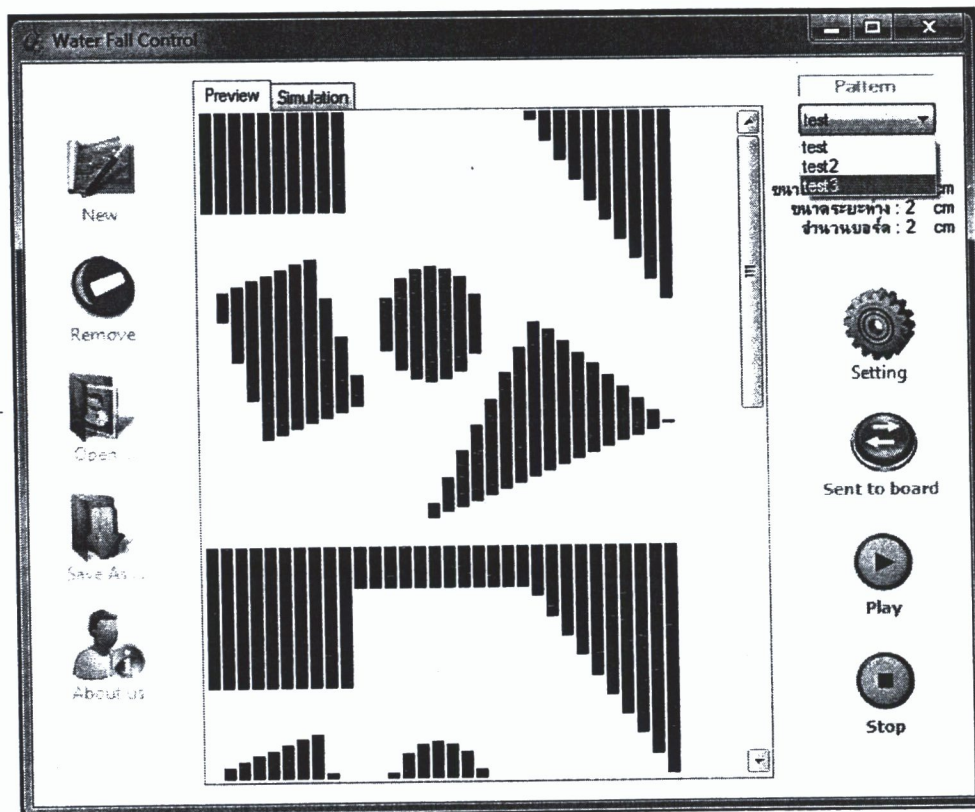 Water Fall Control
Preview
Simulation
Pattern
test
test
test2
test3
cm
ขนาดระยะห่าง : 2 cm
จำนวนบอร์ด : 2 cm
New
Remove
Open...
Save As...
About us
Setting
Sent to board
Play
Stop